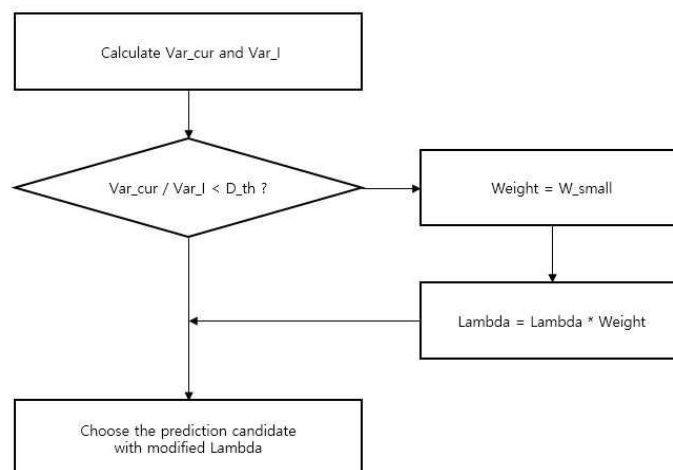 Calculate Var_cur and Var_I
Var_cur / Var_I < D_th ?
Weight = W_small
Lambda = Lambda * Weight
Choose the prediction candidate
with modified Lambda